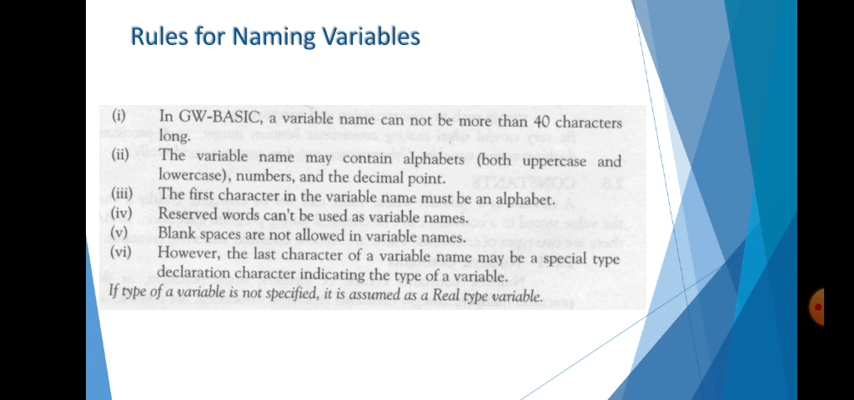 Rules for Naming Variables
(i) In GW-BASIC, a variable name can not be more than 40 characters
long.
(ii) The variable name may contain alphabets (both uppercase and
lowercase), numbers, and the decimal point.
(iii) The first character in the variable name must be an alphabet.
(iv) Reserved words can't be used as variable names.
(v) Blank spaces are not allowed in variable names.
(vi) However, the last character of a variable name may be a special type
declaration character indicating the type of a variable.
If type of a variable is not specified, it is assumed as a Real type variable.